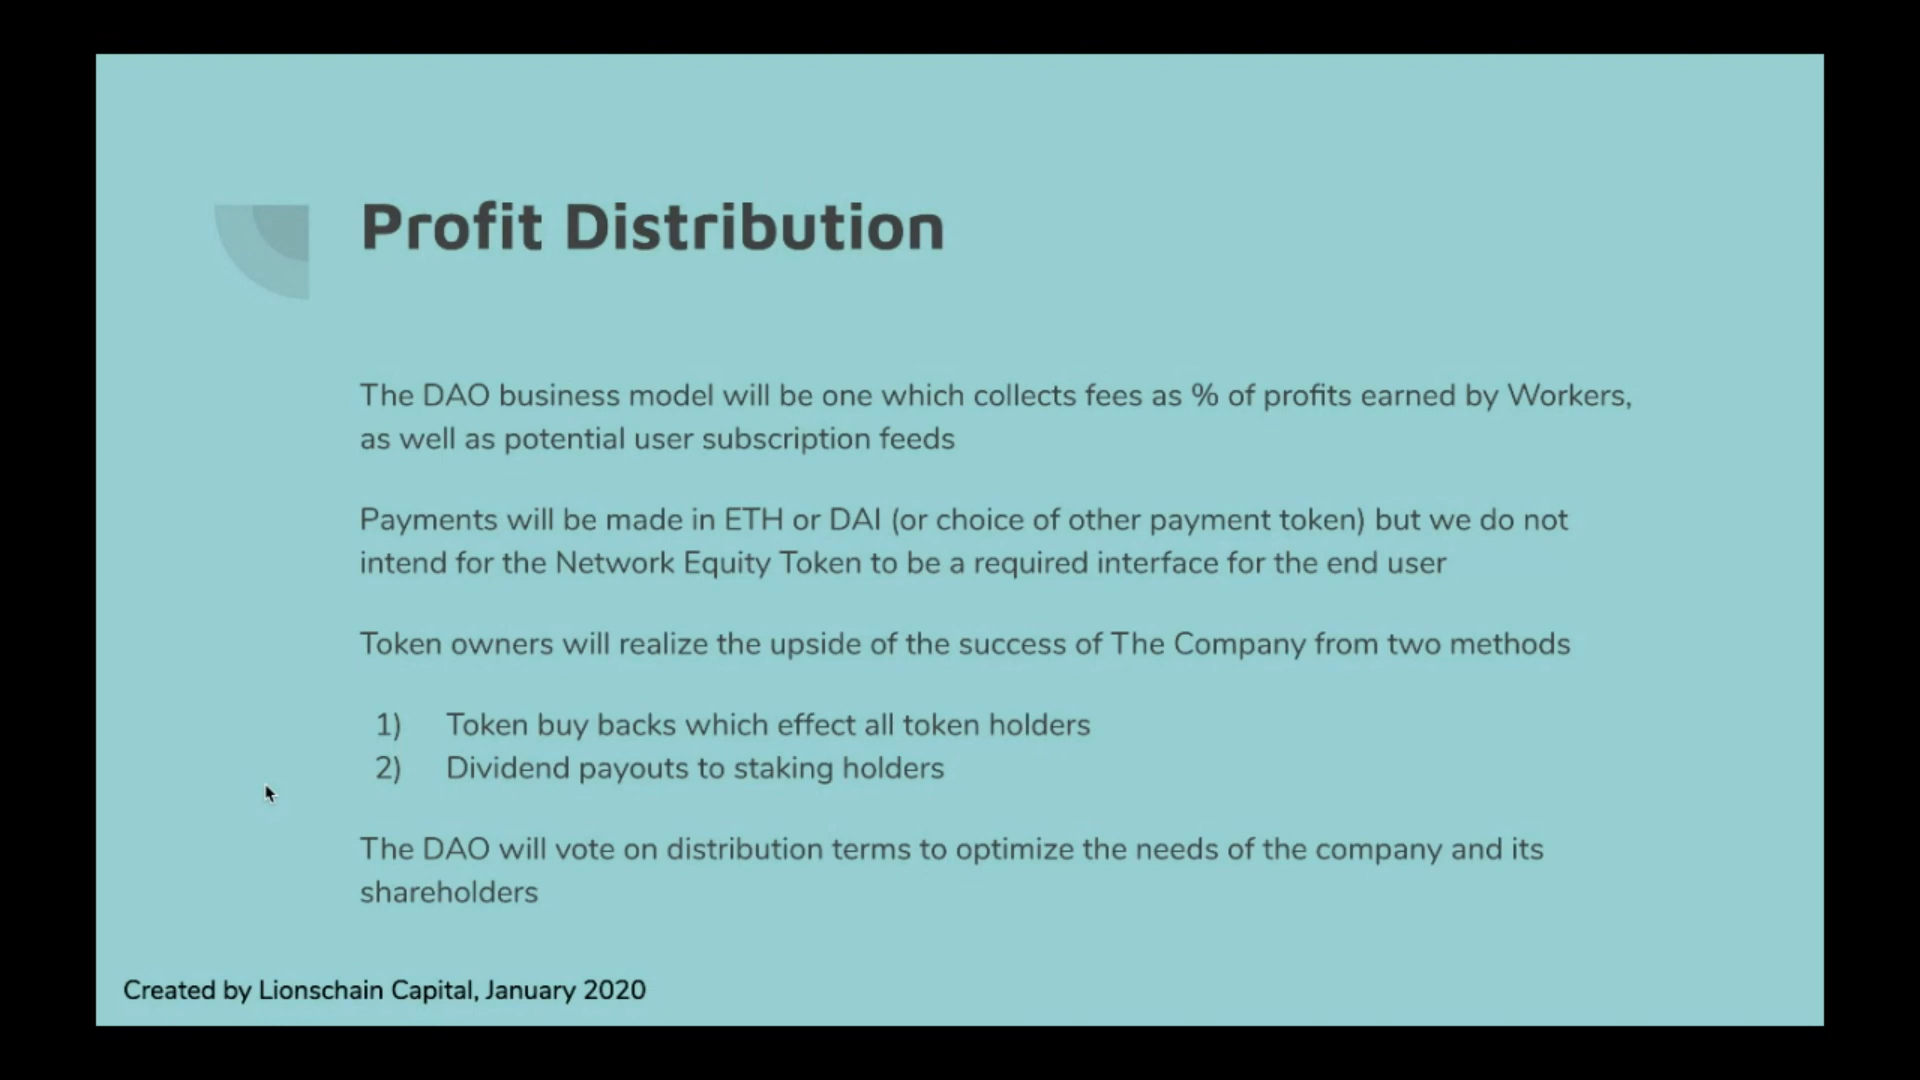 Profit Distribution
The DAO business model will be one which collects fees as % of profits earned by Workers,
as well as potential user subscription feeds
Payments will be made in ETH or DAI (or choice of other payment token) but we do not
intend for the Network Equity Token to be a required interface for the end user
Token owners will realize the upside of the success of The Company from two methods
1) Token buy backs which effect all token holders
2) Dividend payouts to staking holders
The DAO will vote on distribution terms to optimize the needs of the company and its
shareholders
Created by Lionschain Capital, January 2020